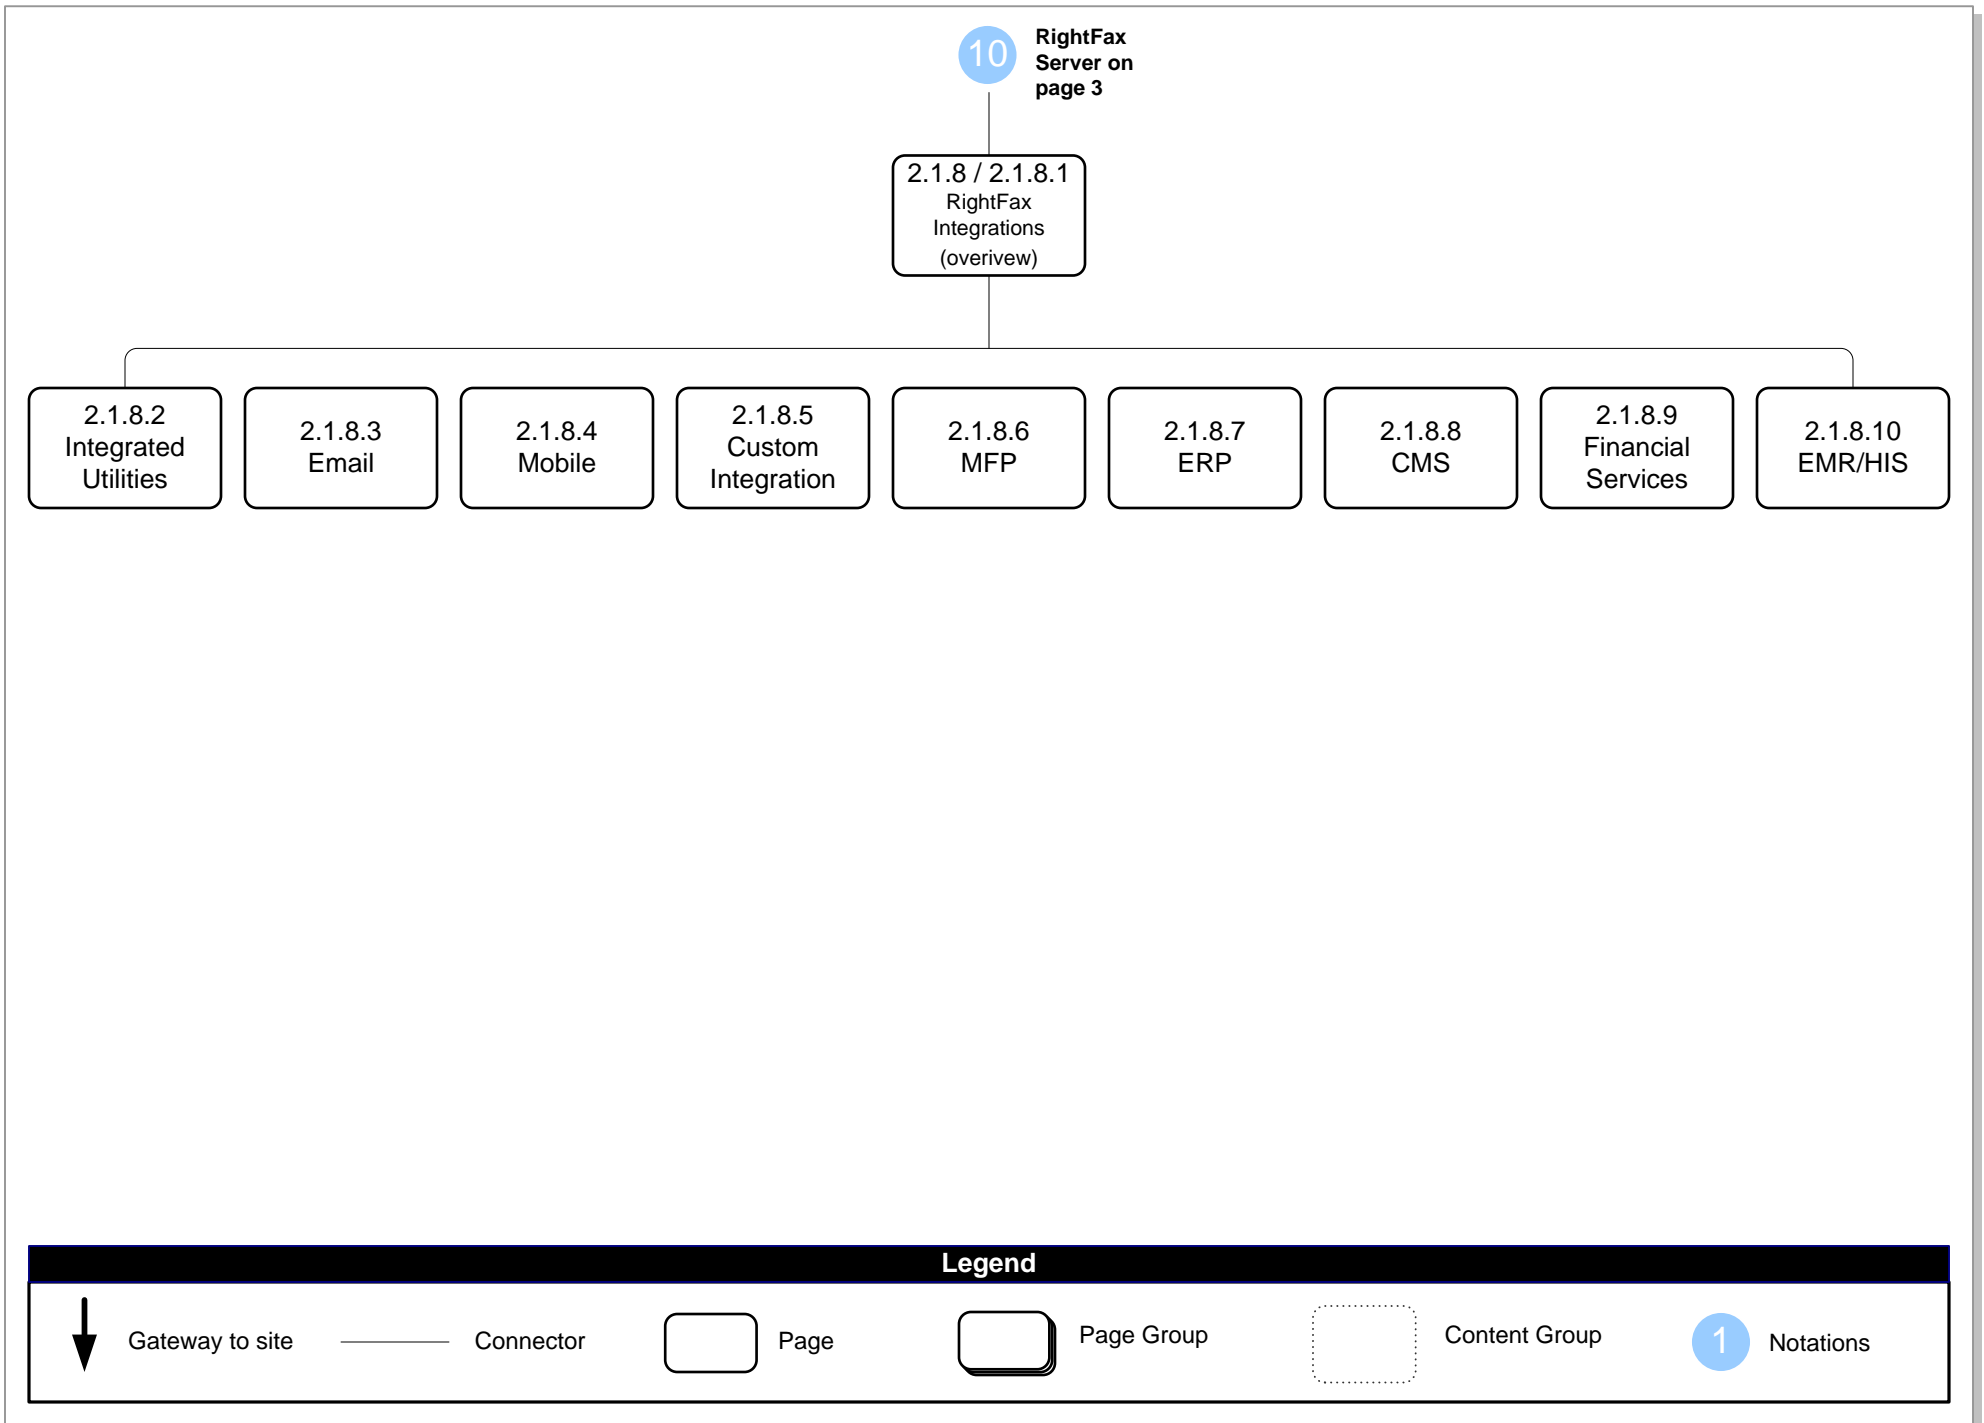 10
RightFax
Server on
page 3
2.1.8 / 2.1.8.1
RightFax
Integrations
(overivew)
2.1.8.2
Integrated
Utilities
2.1.8.3
Email
2.1.8.4
Mobile
2.1.8.5
Custom
Integration
2.1.8.6
MFP
2.1.8.7
ERP
2.1.8.8
CMS
2.1.8.9
Financial
Services
2.1.8.10
EMR/HIS
Legend
Gateway to site
Connector
Page
Page Group
Content Group
1
Notations